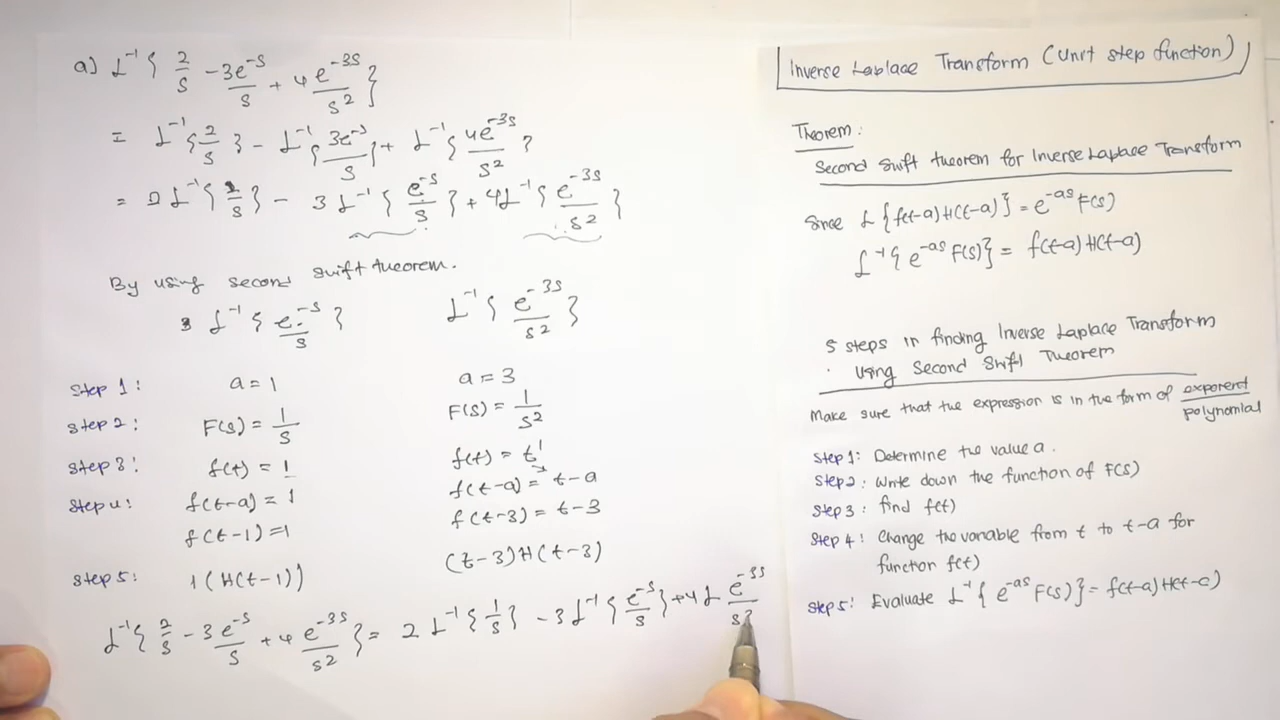 a) L⁻¹ { 2/s - 3e^-s/s + 4 e^-3s/s² }
= L⁻¹ { 2/s } - L⁻¹ { 3e^-s/s } + L⁻¹ { 4e^-3s/s² }
= 2 L⁻¹ { 1/s } - 3 L⁻¹ { e^-s/s } + 4L⁻¹ { e^-3s/s² }
By using second swift theorem.
L⁻¹ { e^-s/s } L⁻¹ { e^-3s/s² }
Step 1: a = 1 a = 3
Step 2: F(s) = 1/s F(s) = 1/s²
Step 3: f(t) = 1 f(t) = t¹
Step 4: f(t-a) = 1 f(t-a) = t-a
f(t-1) = 1 f(t-3) = t-3
Step 5: 1(H(t-1)) (t-3)H(t-3)
L⁻¹ { 2/s - 3e^-s/s + 4 e^-3s/s² } = 2 L⁻¹ { 1/s } - 3L⁻¹ { e^-s/s } + 4L e^-3s/s²
Inverse Laplace Transform (Unit step function)
Theorem:
Second Swift theorem for Inverse Laplace Transform
Since L { f(t-a)H(t-a) } = e^-as F(s)
L⁻¹ { e^-as F(s) } = f(t-a)H(t-a)
5 steps in finding Inverse Laplace Transform
Using Second Swift Theorem
Make sure that the expression is in the form of exponent/polynomial
Step 1: Determine the value a.
Step 2: Write down the function of F(s)
Step 3: find f(t)
Step 4: Change the variable from t to t-a for
function f(t)
Step 5: Evaluate L⁻¹ { e^-as F(s) } = f(t-a)H(t-a)